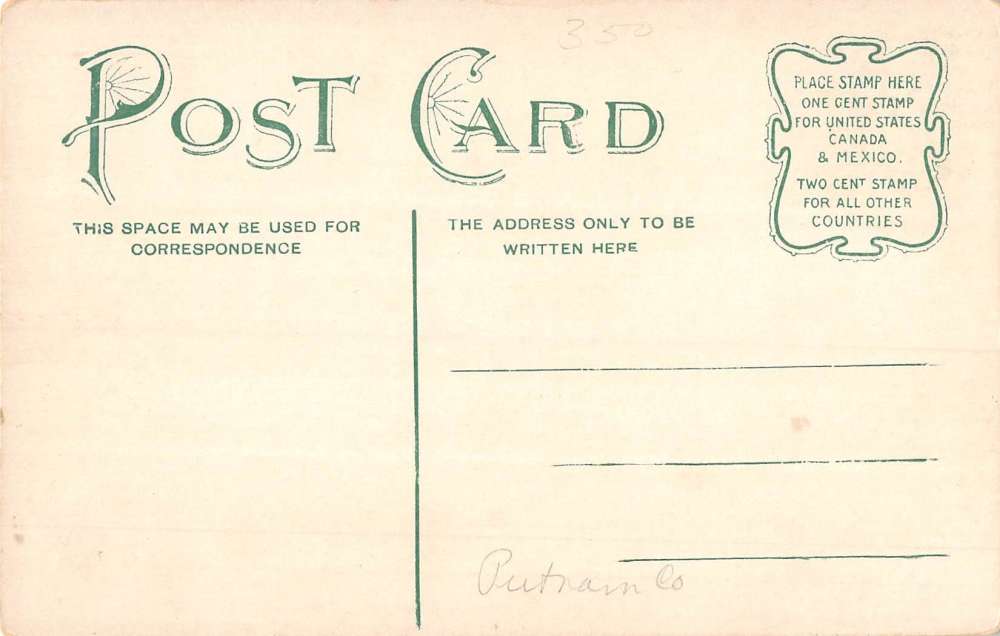 350
POST CARD
PLACE STAMP HERE
ONE CENT STAMP
FOR UNITED STATES
CANADA
& MEXICO.
TWO CENT STAMP
FOR ALL OTHER
COUNTRIES
THIS SPACE MAY BE USED FOR
CORRESPONDENCE
THE ADDRESS ONLY TO BE
WRITTEN HERE
Putnam Co